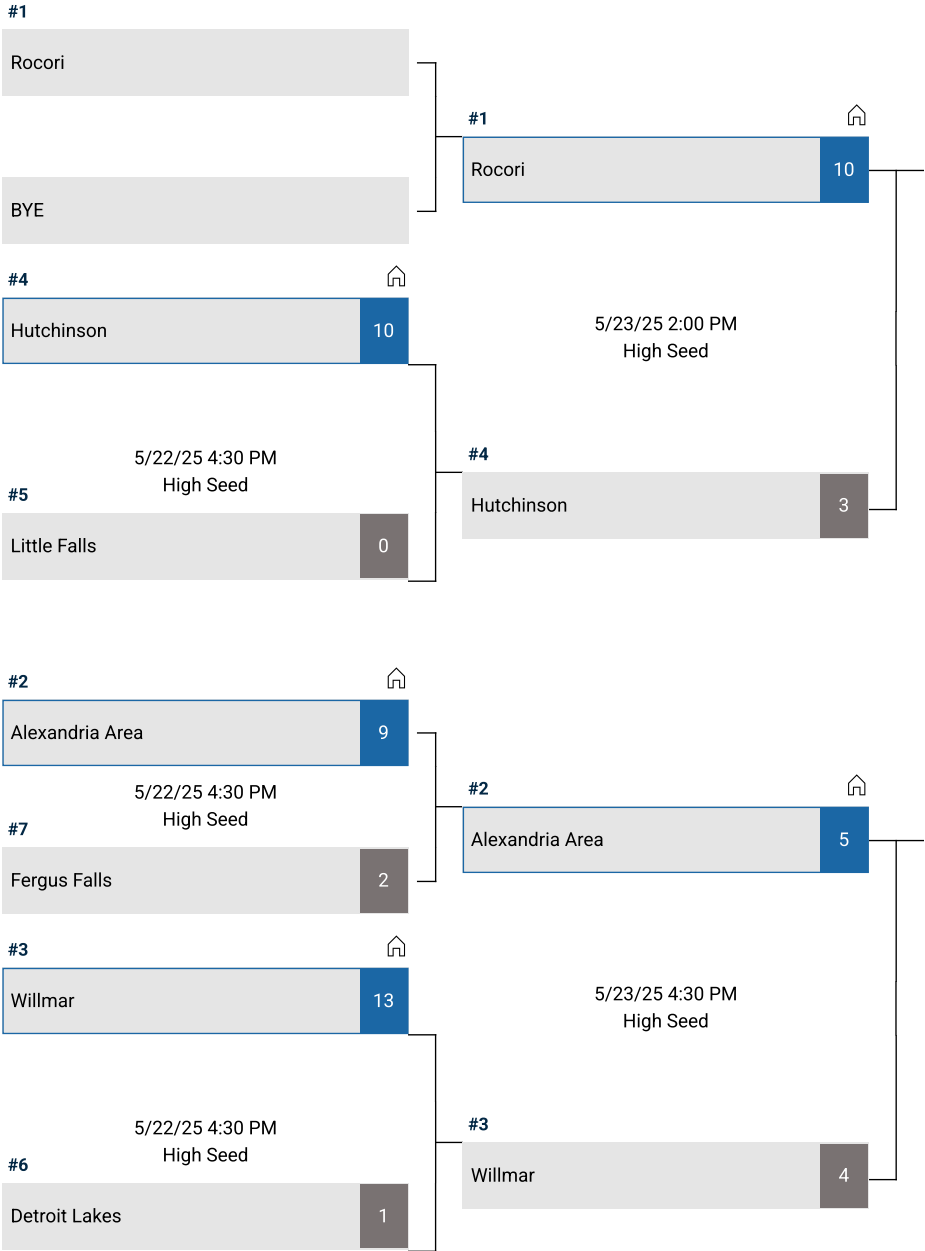 #1
Rocori
BYE
#4
Hutchinson 10
5/22/25 4:30 PM
High Seed
#5
Little Falls 0
#2
Alexandria Area 9
5/22/25 4:30 PM
High Seed
#7
Fergus Falls 2
#3
Willmar 13
5/22/25 4:30 PM
High Seed
#6
Detroit Lakes 1
#1
Rocori 10
5/23/25 2:00 PM
High Seed
#4
Hutchinson 3
#2
Alexandria Area 5
5/23/25 4:30 PM
High Seed
#3
Willmar 4